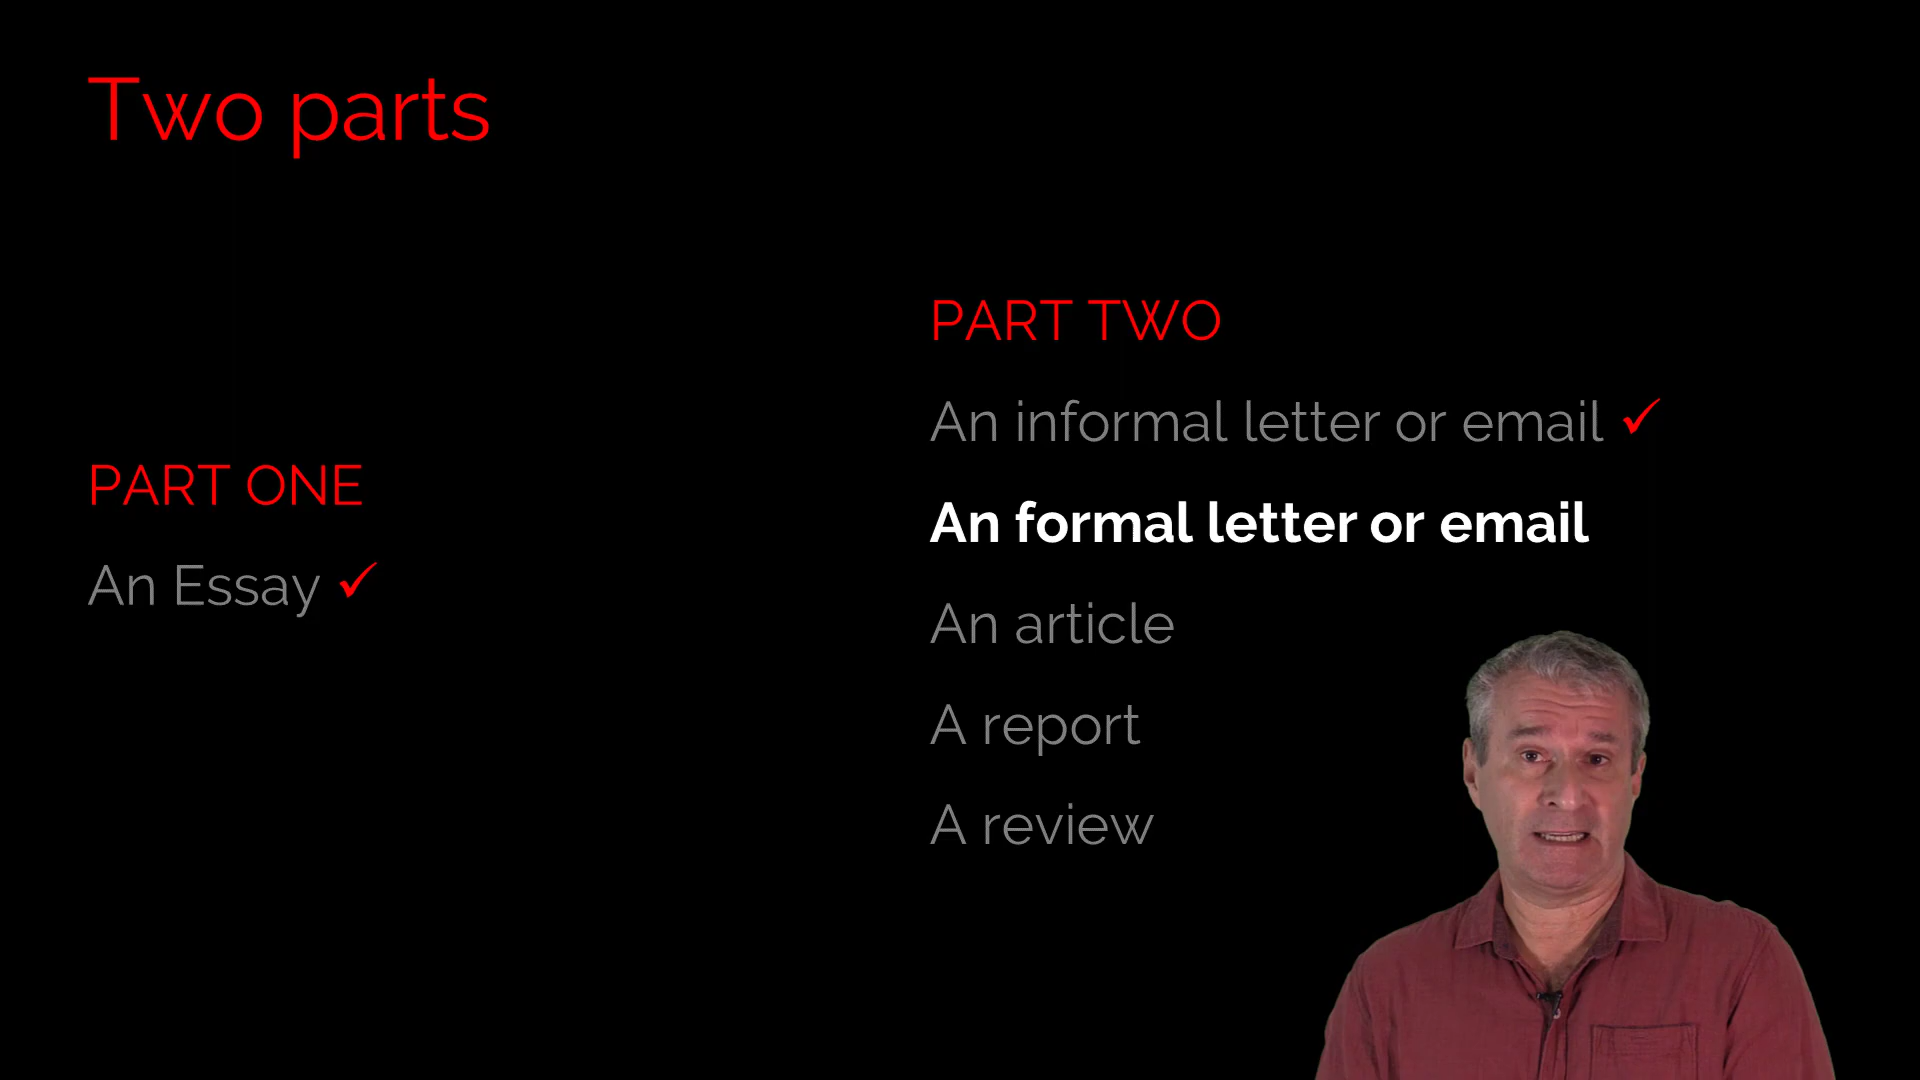 Two parts
PART ONE
An Essay ✓
PART TWO
An informal letter or email ✓
An formal letter or email
An article
A report
A review